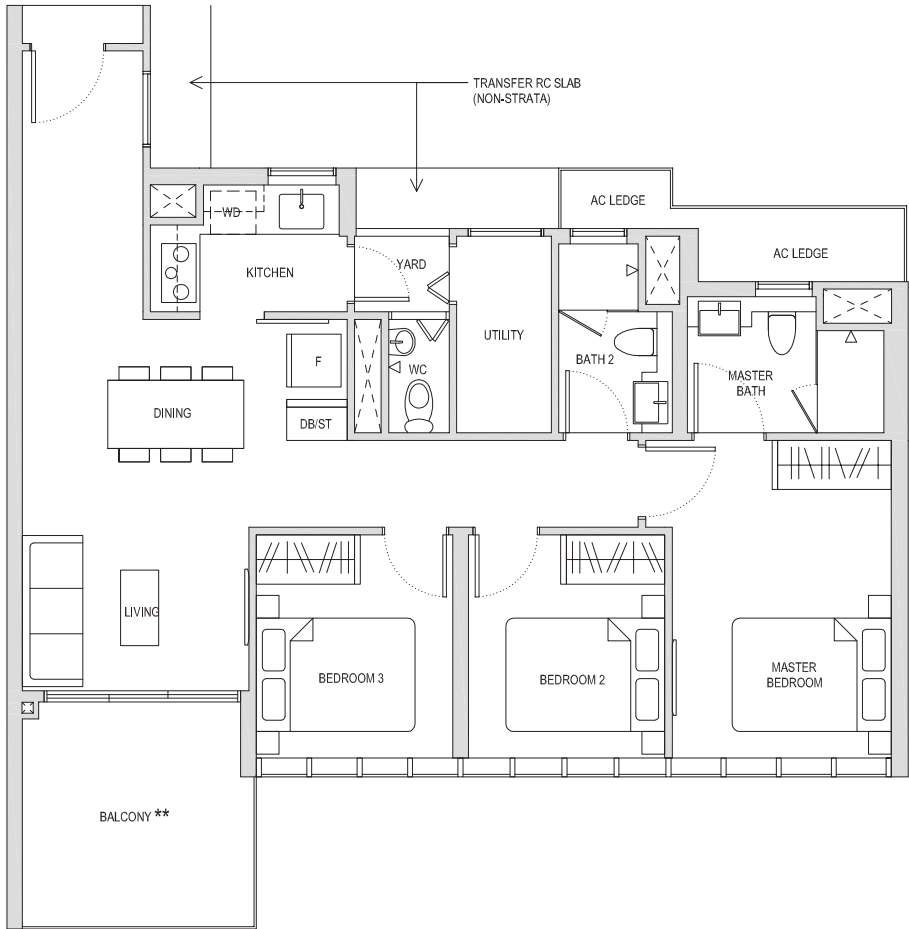 TRANSFER RC SLAB
(NON-STRATA)
AC LEDGE
WD
AC LEDGE
YARD
KITCHEN
UTILITY
BATH 2
F
WC
MASTER
BATH
DINING
DB/ST
LIVING
BEDROOM 3
BEDROOM 2
MASTER
BEDROOM
BALCONY **